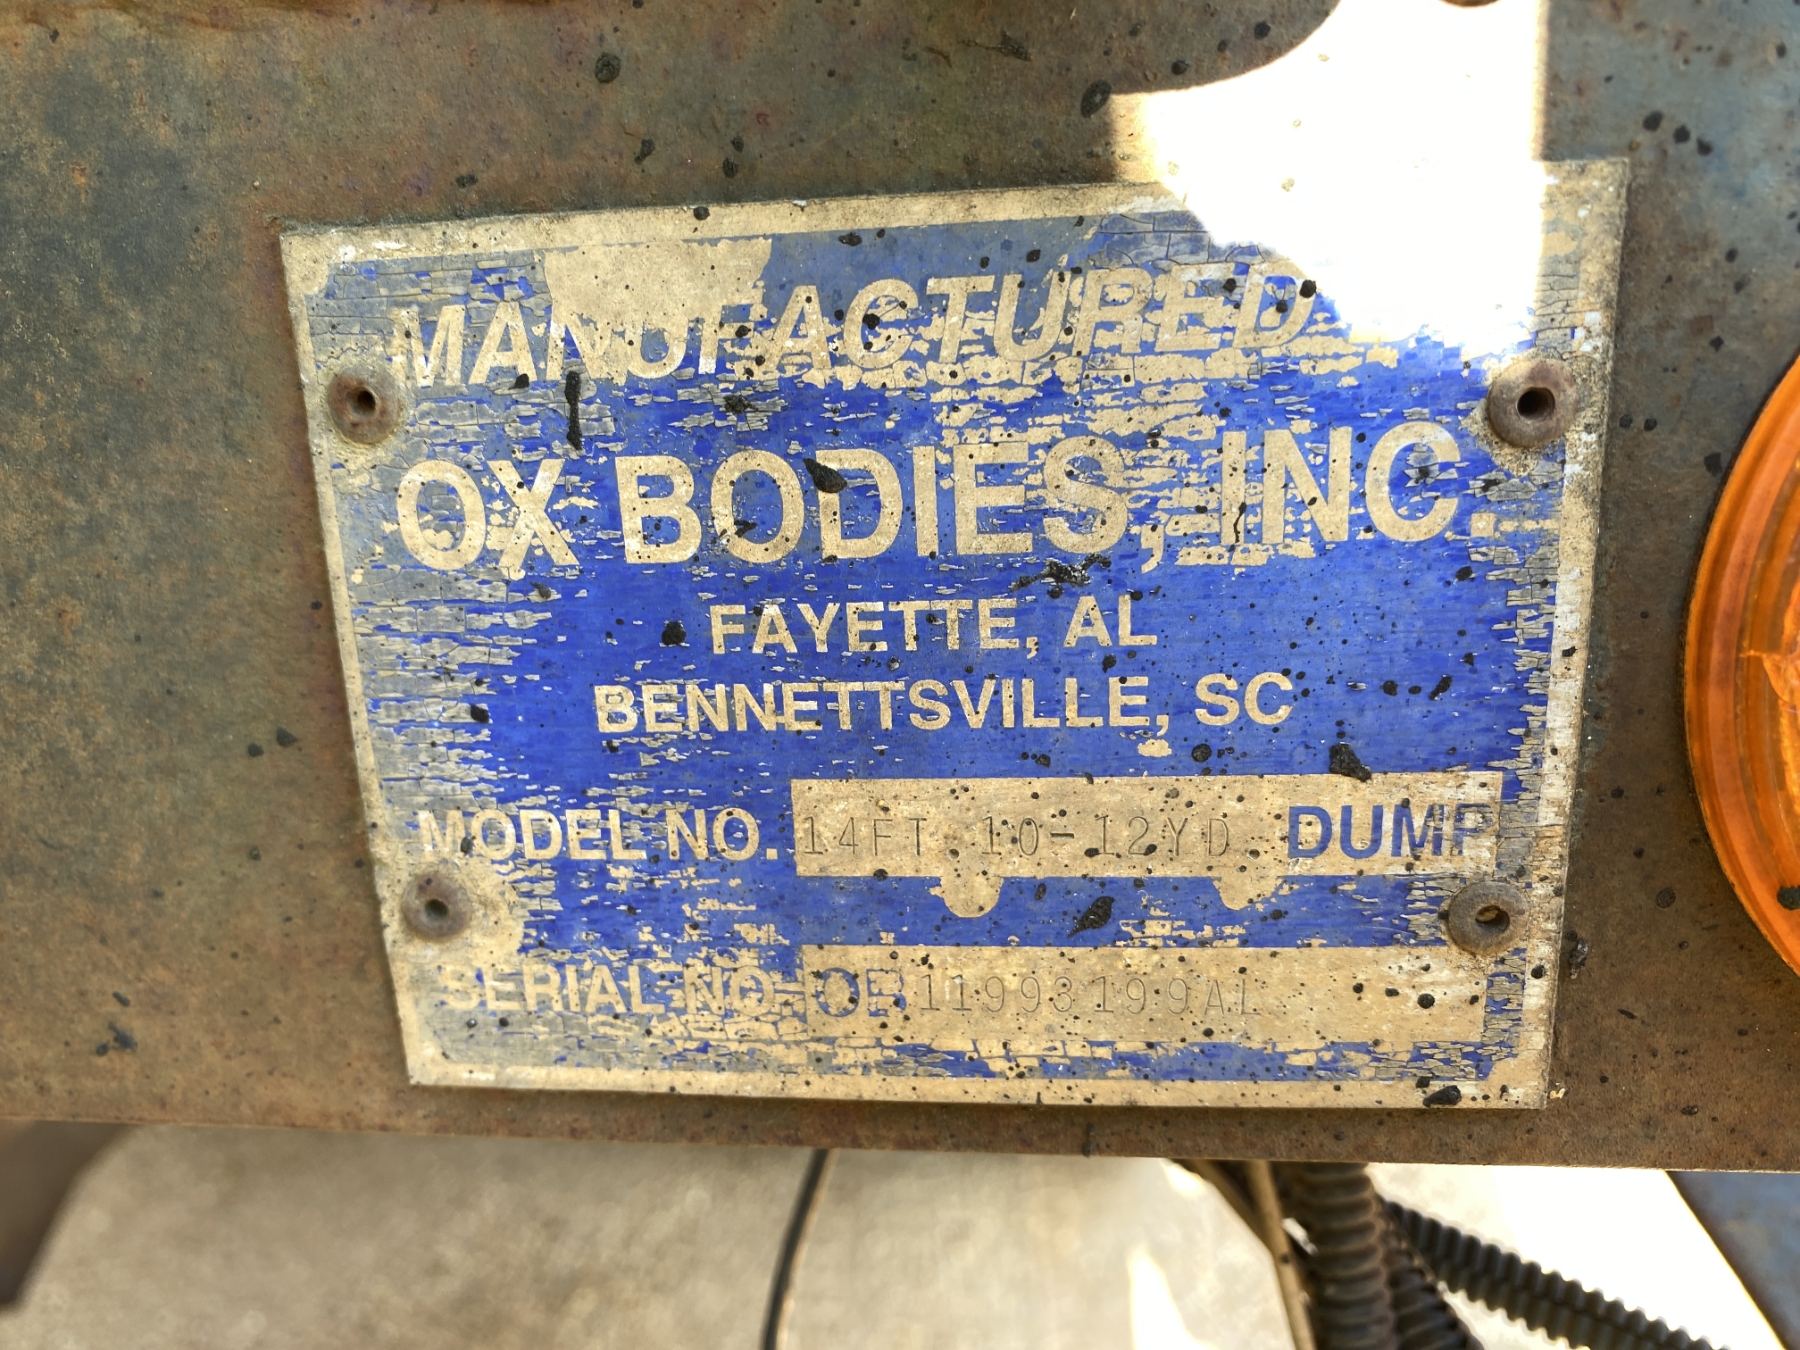 MANUFACTURED
OX BODIES, INC.
FAYETTE, AL
BENNETTSVILLE, SC
MODEL NO. 14FT 10-12YD DUMP
SERIAL NO. OB11993199AL